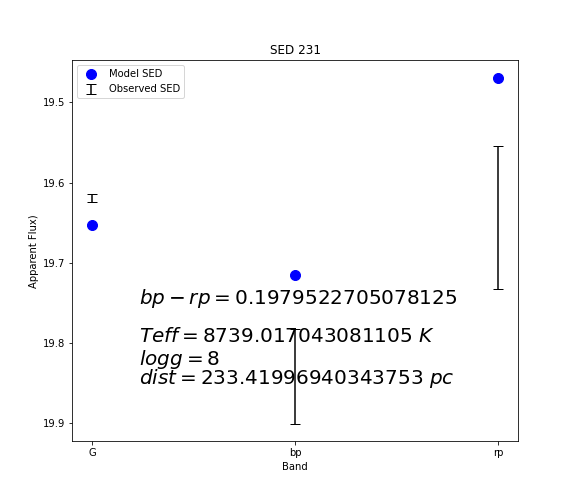 SED 231
Model SED
Observed SED
19.5
19.6
19.7
19.8
19.9
Apparent Flux)
bp − rp = 0.1979522705078125
Teff = 8739.017043081105 K
logg = 8
dist = 233.41996940343753 pc
G
bp
rp
Band